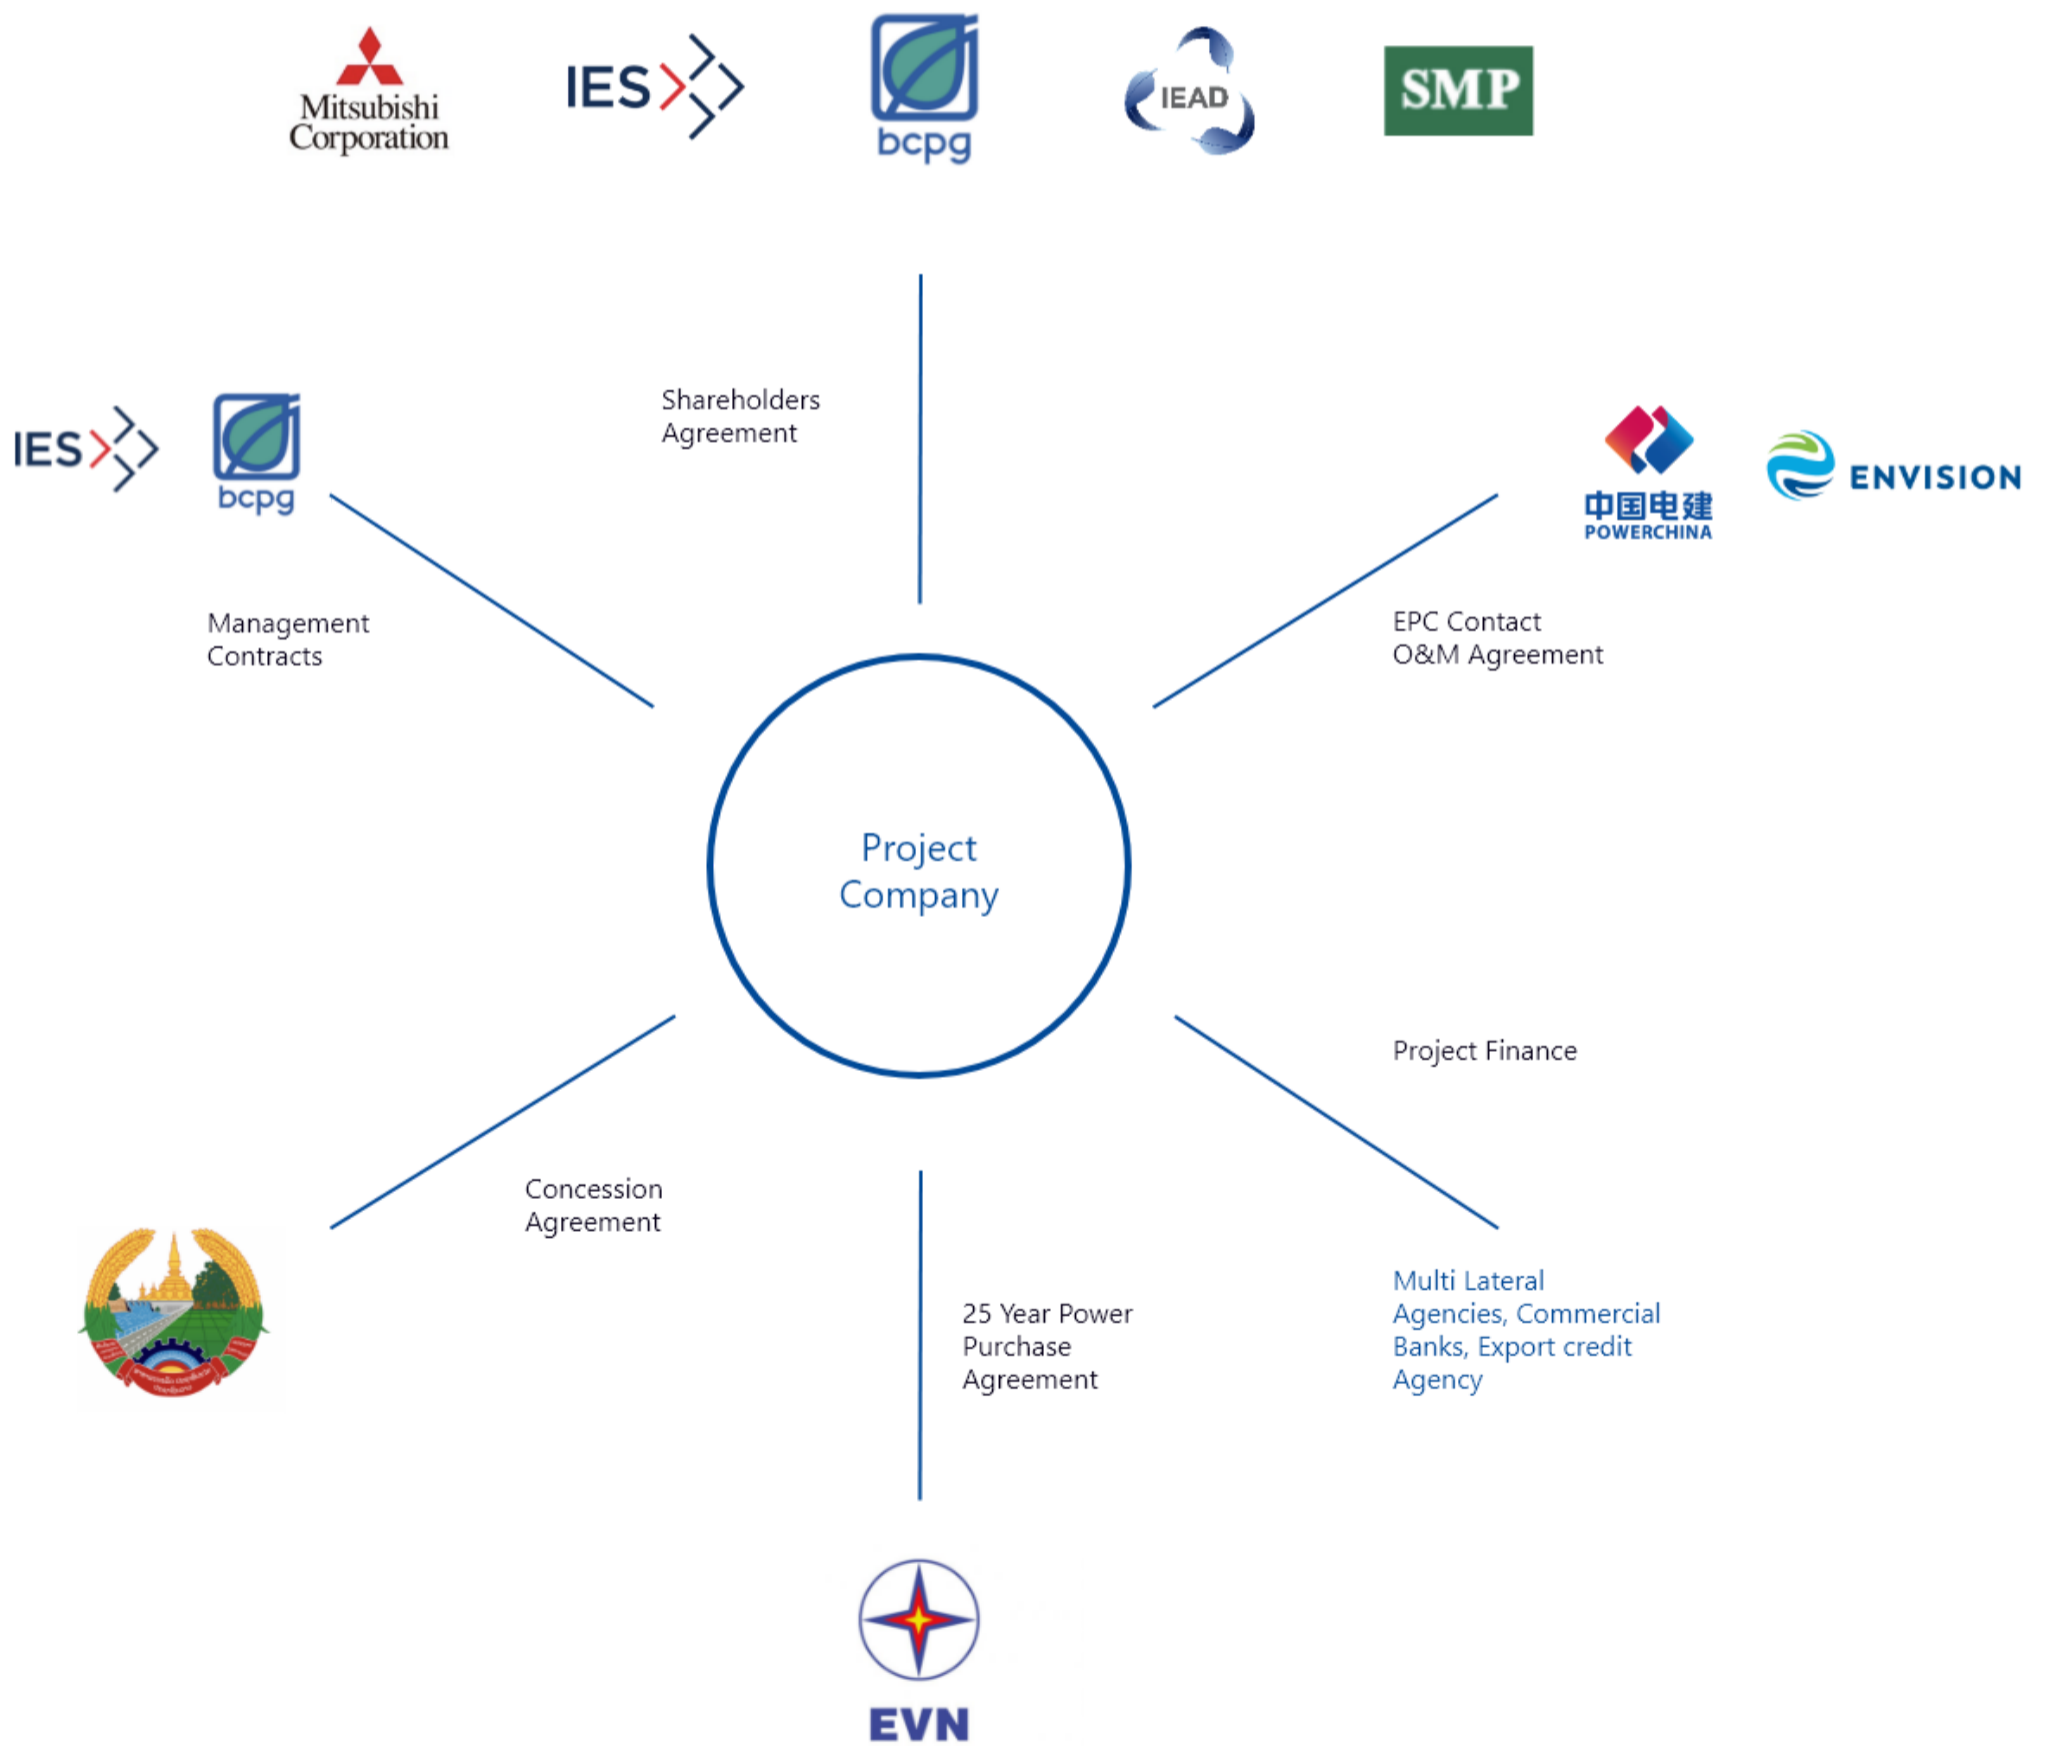 Mitsubishi
Corporation
IES
bcpg
IEAD
SMP
IES
bcpg
Shareholders
Agreement
中国电建
POWERCHINA
ENVISION
Management
Contracts
EPC Contact
O&M Agreement
Project
Company
Project Finance
Concession
Agreement
25 Year Power
Purchase
Agreement
Multi Lateral
Agencies, Commercial
Banks, Export credit
Agency
EVN